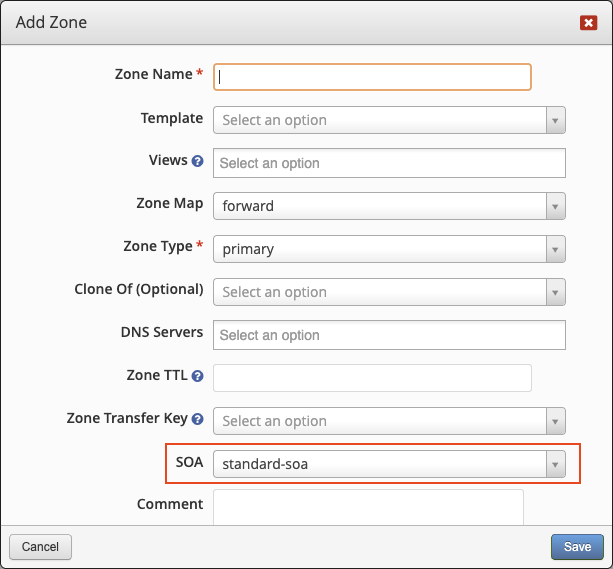 Add Zone
Zone Name *
Template Select an option
Views ? Select an option
Zone Map forward
Zone Type * primary
Clone Of (Optional) Select an option
DNS Servers Select an option
Zone TTL ?
Zone Transfer Key ? Select an option
SOA standard-soa
Comment
Cancel Save